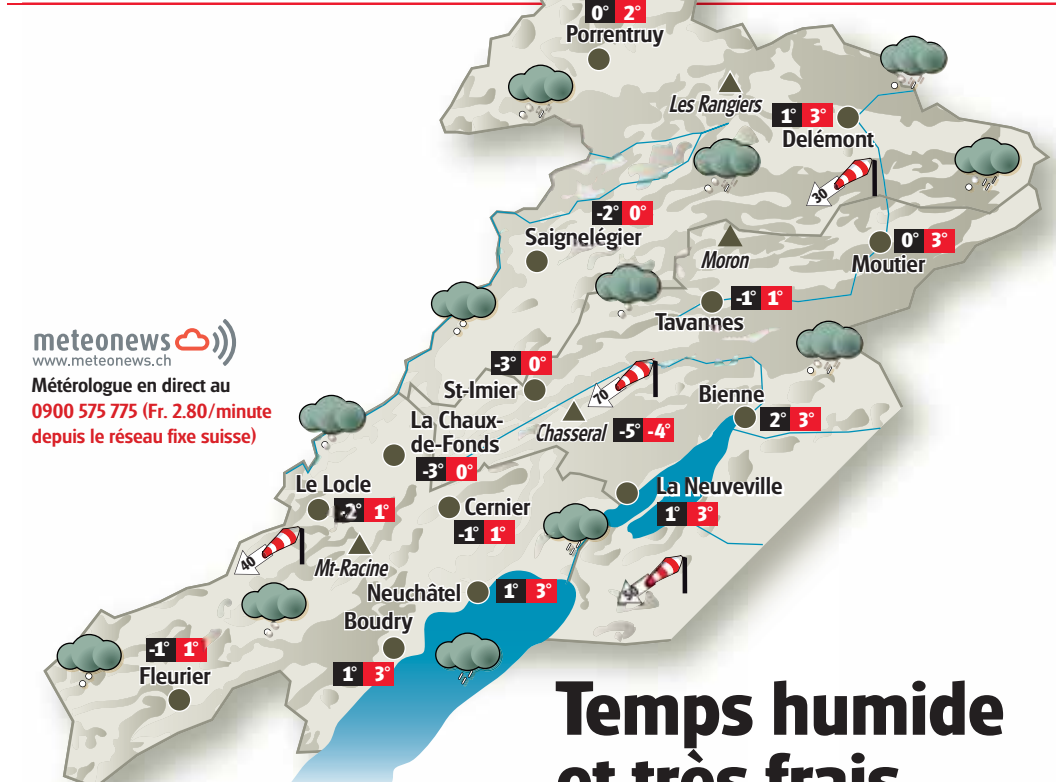 0° 2°
Porrentruy
Les Rangiers
1° 3°
Delémont
30
-2° 0°
Saignelégier
Moron
0° 3°
Moutier
-1° 1°
Tavannes
meteonews
www.meteonews.ch
Météorologue en direct au
0900 575 775 (Fr. 2.80/minute
depuis le réseau fixe suisse)
-3° 0°
St-Imier
70
Bienne
2° 3°
La Chaux-
de-Fonds
-3° 0°
Chasseral -5° -4°
Le Locle
-2° 1°
Cernier
-1° 1°
La Neuveville
1° 3°
40
Mt-Racine
Neuchâtel 1° 3°
Boudry
1° 3°
-1° 1°
Fleurier
Temps humide
et très frais